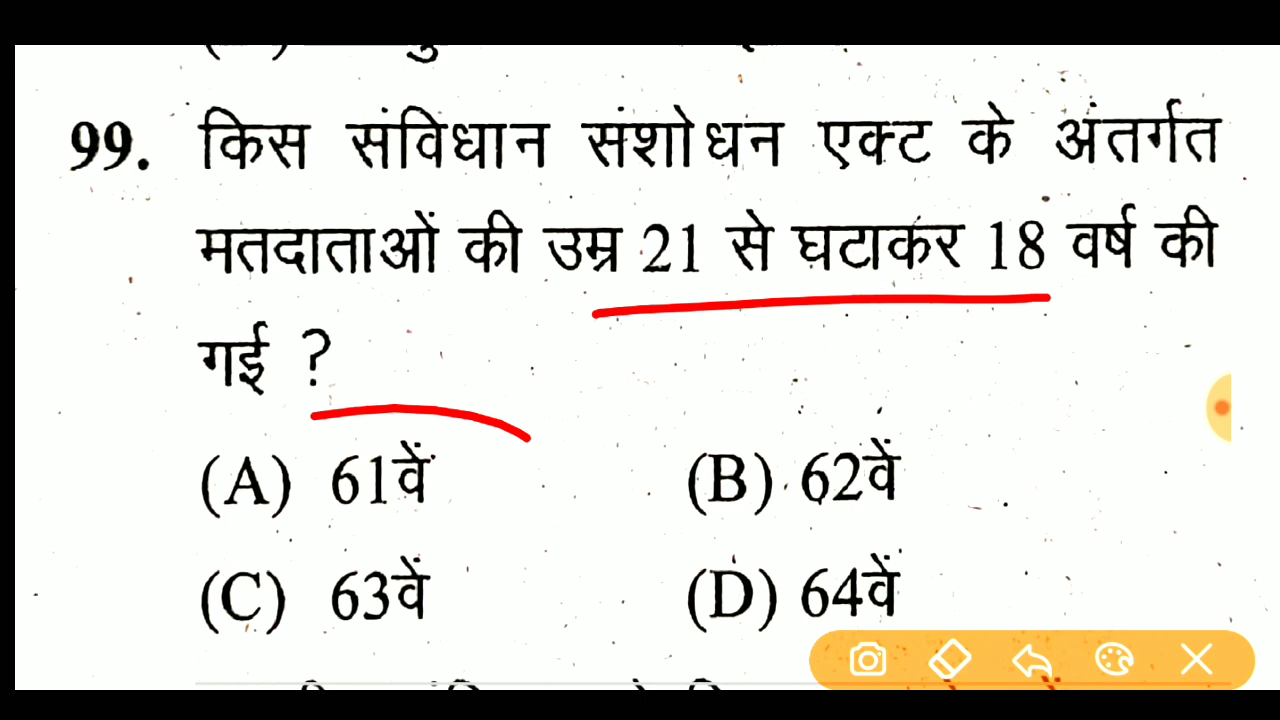 99. किस संविधान संशोधन एक्ट के अंतर्गत
मतदाताओं की उम्र 21 से घटाकर 18 वर्ष की
गई ?
(A) 61वें (B) 62वें
(C) 63वें (D) 64वें